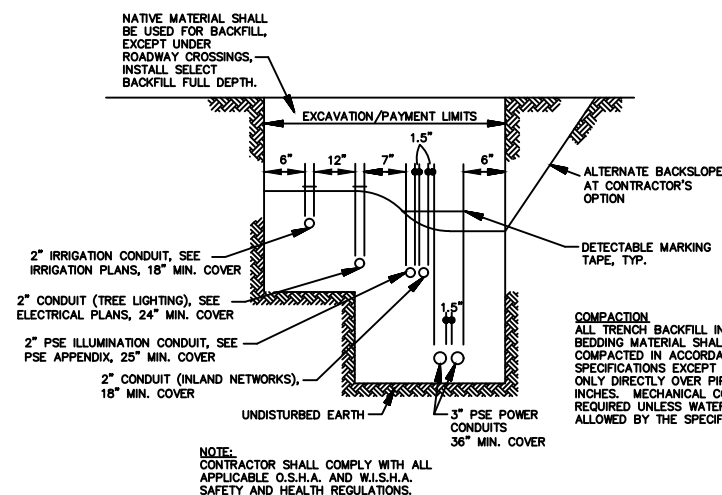 NATIVE MATERIAL SHALL
BE USED FOR BACKFILL,
EXCEPT UNDER
ROADWAY CROSSINGS,
INSTALL SELECT
BACKFILL FULL DEPTH.
EXCAVATION/PAYMENT LIMITS
1.5"
6"
12"
7"
6"
ALTERNATE BACKSLOPE
AT CONTRACTOR'S
OPTION
DETECTABLE MARKING
TAPE, TYP.
2" IRRIGATION CONDUIT, SEE
IRRIGATION PLANS, 18" MIN. COVER
2" CONDUIT (TREE LIGHTING), SEE
ELECTRICAL PLANS, 24" MIN. COVER
2" PSE ILLUMINATION CONDUIT, SEE
PSE APPENDIX, 25" MIN. COVER
2" CONDUIT (INLAND NETWORKS),
18" MIN. COVER
1.5"
UNDISTURBED EARTH
3" PSE POWER
CONDUITS
36" MIN. COVER
COMPACTION
ALL TRENCH BACKFILL IN
BEDDING MATERIAL SHAL
COMPACTED IN ACCORDA
SPECIFICATIONS EXCEPT
ONLY DIRECTLY OVER PIP
INCHES. MECHANICAL CO
REQUIRED UNLESS WATER
ALLOWED BY THE SPECIF
NOTE:
CONTRACTOR SHALL COMPLY WITH ALL
APPLICABLE O.S.H.A. AND W.I.S.H.A.
SAFETY AND HEALTH REGULATIONS.